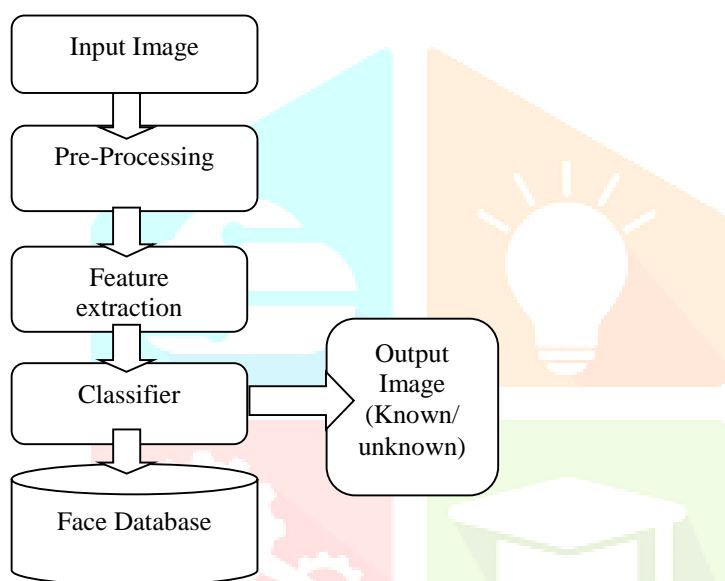 Input Image
Pre-Processing
Feature
extraction
Classifier
Output
Image
(Known/
unknown)
Face Database